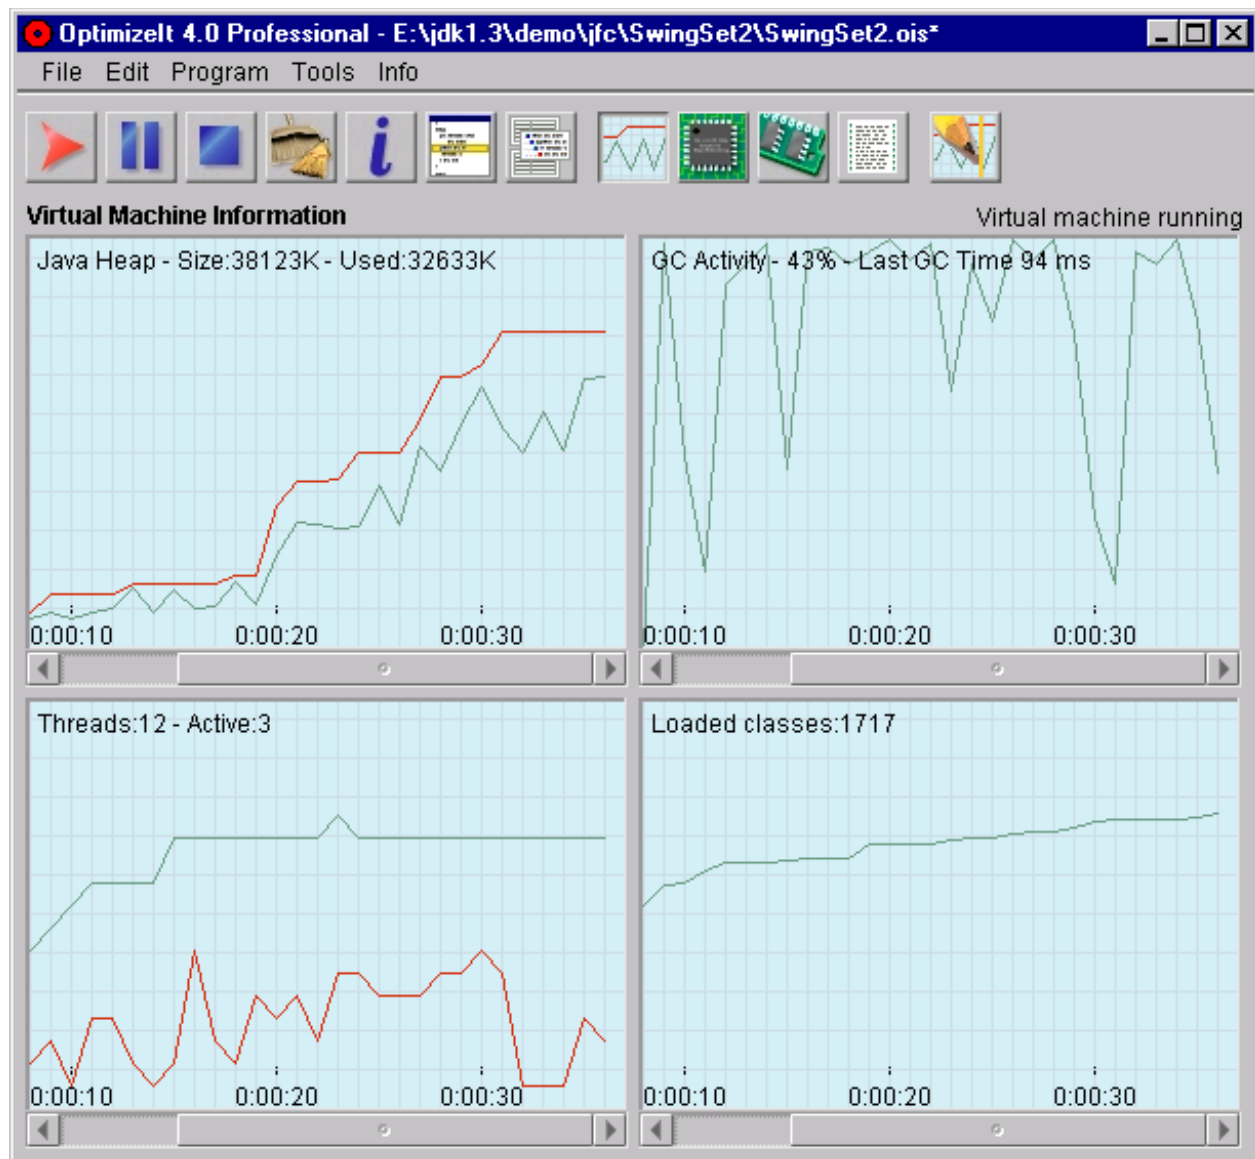 OptimizeIt 4.0 Professional - E:\jdk1.3\demo\jfc\SwingSet2\SwingSet2.ois*
File Edit Program Tools Info
Virtual Machine Information
Virtual machine running
Java Heap - Size:38123K - Used:32633K
0:00:10 0:00:20 0:00:30
GC Activity - 43% - Last GC Time 94 ms
0:00:10 0:00:20 0:00:30
Threads:12 - Active:3
0:00:10 0:00:20 0:00:30
Loaded classes:1717
0:00:10 0:00:20 0:00:30